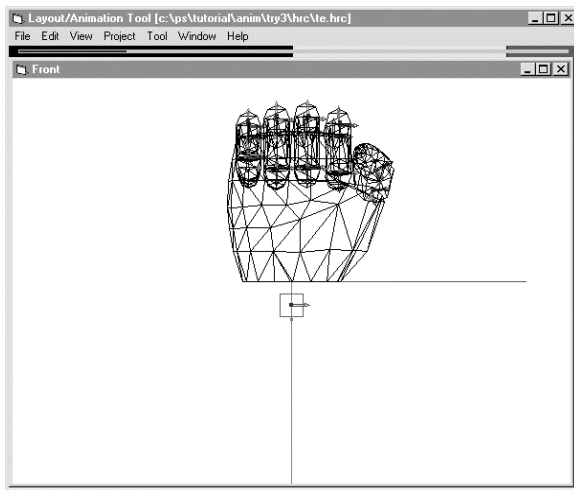 Layout/Animation Tool [c:\ps\tutorial\anim\try3\hrc\te.hrc]
File Edit View Project Tool Window Help
Front